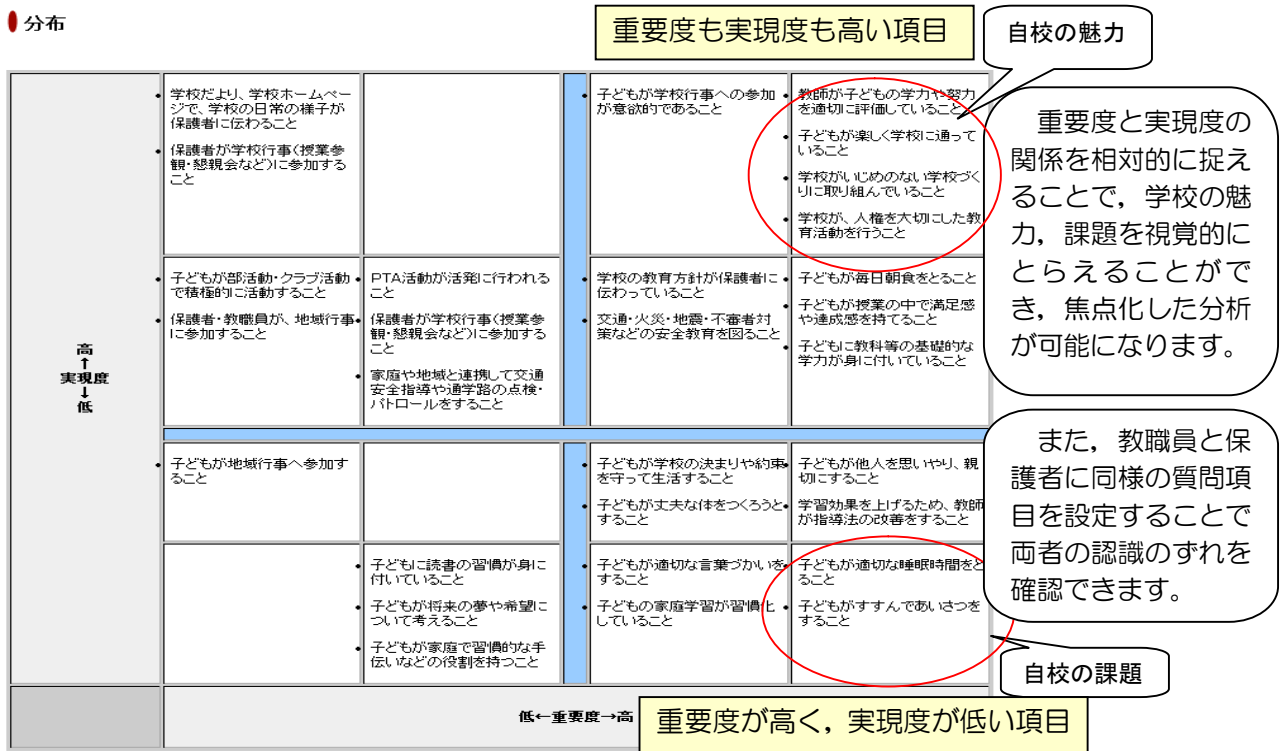 分布
重要度も実現度も高い項目
自校の魅力
・学校だより、学校ホームペー
ジで、学校の日常の様子が
保護者に伝わること
・保護者が学校行事(授業参
観・懇親会など)に参加する
こと
・子どもが学校行事への参加
が意欲的であること
・教師が子どもの学力や努力
を適切に評価していること
・子どもが楽しく学校に通って
いること
・学校がいじめのない学校づく
りに取り組んでいること
・学校が、人権を大切にした教
育活動を行うこと
重要度と実現度の
関係を相対的に捉え
ることで，学校の魅
力，課題を視覚的に
とらえることがで
き，焦点化した分析
が可能になります。
高
↑
実現度
↓
低
・子どもが部活動・クラブ活動
で積極的に活動すること
・保護者・教職員が、地域行事
に参加すること
・PTA活動が活発に行われる
こと
・保護者が学校行事(授業参
観・懇親会など)に参加する
こと
・家庭や地域と連携して交通
安全指導や通学路の点検・
パトロールをすること
・学校の教育方針が保護者に
伝わっていること
・交通・火災・地震・不審者対
策などの安全教育を図ること
・子どもが毎日朝食をとること
・子どもが授業の中で満足感
や達成感を持てること
・子どもに教科等の基礎的な
学力が身に付いていること
・子どもが地域行事へ参加す
ること
・子どもが学校の決まりや約束
を守って生活すること
・子どもが丈夫な体をつくろうと
すること
・子どもが他人を思いやり、親
切にすること
・学習効果を上げるため、教師
が指導法の改善をすること
また，教職員と保
護者に同様の質問項
目を設定することで
両者の認識のずれを
確認できます。
・子どもに読書の習慣が身に
付いていること
・子どもが将来の夢や希望に
ついて考えること
・子どもが家庭で習慣的な手
伝いなどの役割を持つこと
・子どもが適切な言葉づかいを
すること
・子どもの家庭学習が習慣化
していること
・子どもが適切な睡眠時間をと
ること
・子どもがすすんであいさつを
すること
自校の課題
低←重要度→高
重要度が高く，実現度が低い項目